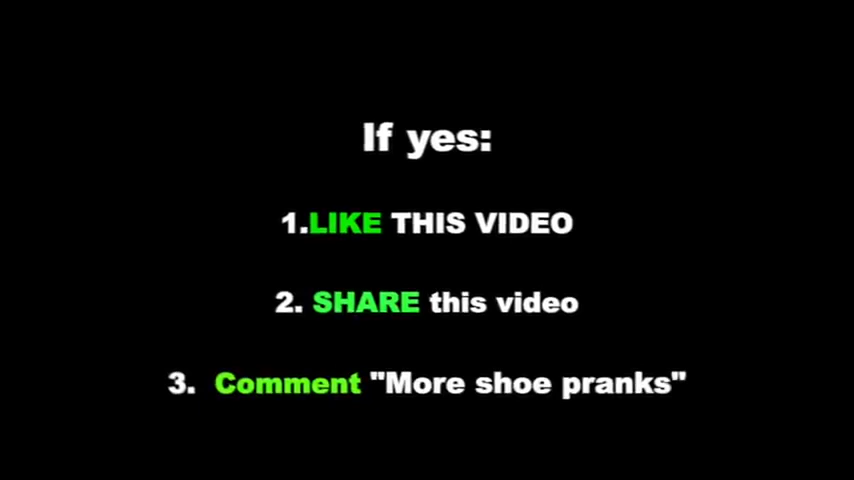 If yes:
1.LIKE THIS VIDEO
2. SHARE this video
3. Comment "More shoe pranks"